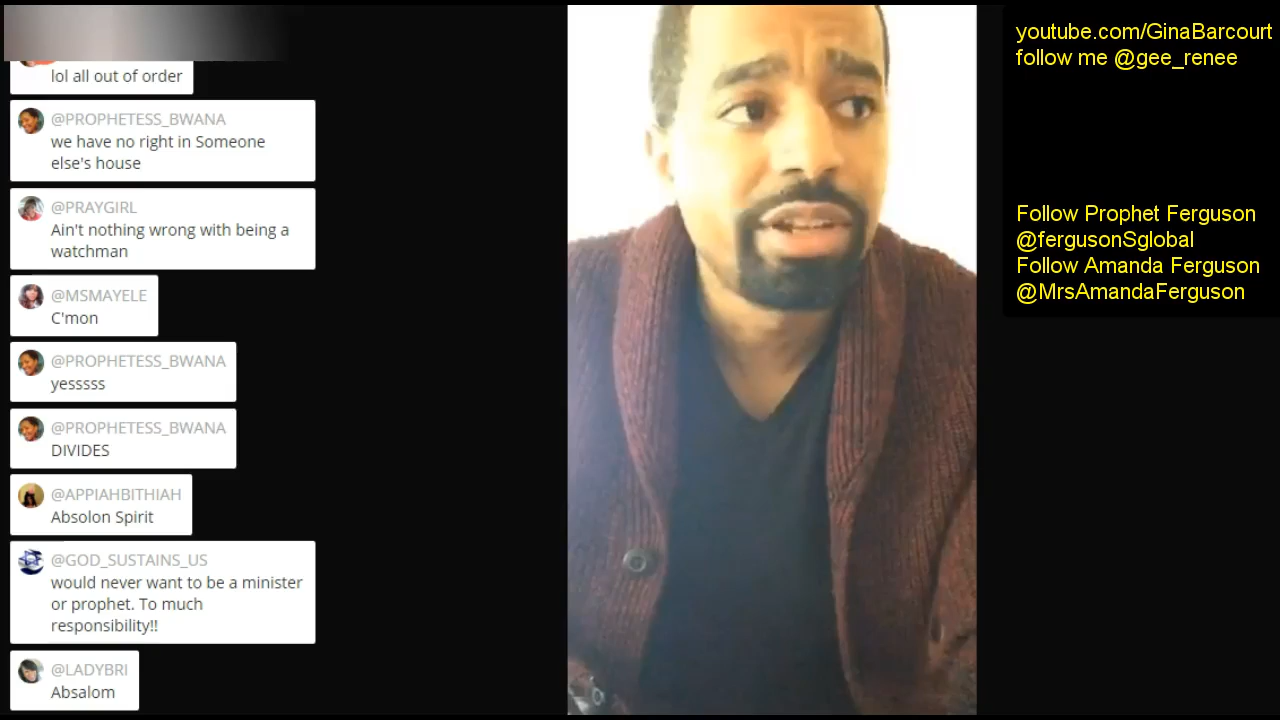 lol all out of order
@PROPHETESS_BWANA
we have no right in Someone
else's house
@PRAYGIRL
Ain't nothing wrong with being a
watchman
@MSMAYELE
C'mon
@PROPHETESS_BWANA
yesssss
@PROPHETESS_BWANA
DIVIDES
@APPIAHBITHIAH
Absolon Spirit
@GOD_SUSTAINS_US
would never want to be a minister
or prophet. To much
responsibility!!
@LADYBRI
Absalom
youtube.com/GinaBarcourt
follow me @gee_renee
Follow Prophet Ferguson
@fergusonSglobal
Follow Amanda Ferguson
@MrsAmandaFerguson